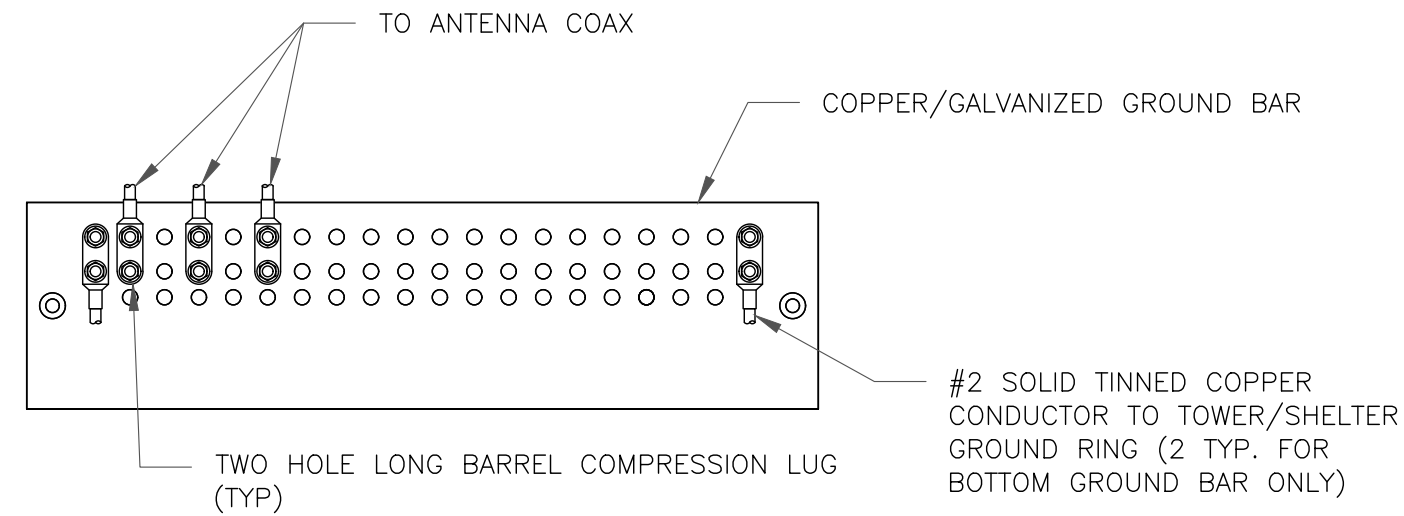 TO ANTENNA COAX
COPPER/GALVANIZED GROUND BAR
#2 SOLID TINNED COPPER
CONDUCTOR TO TOWER/SHELTER
GROUND RING (2 TYP. FOR
BOTTOM GROUND BAR ONLY)
TWO HOLE LONG BARREL COMPRESSION LUG
(TYP)